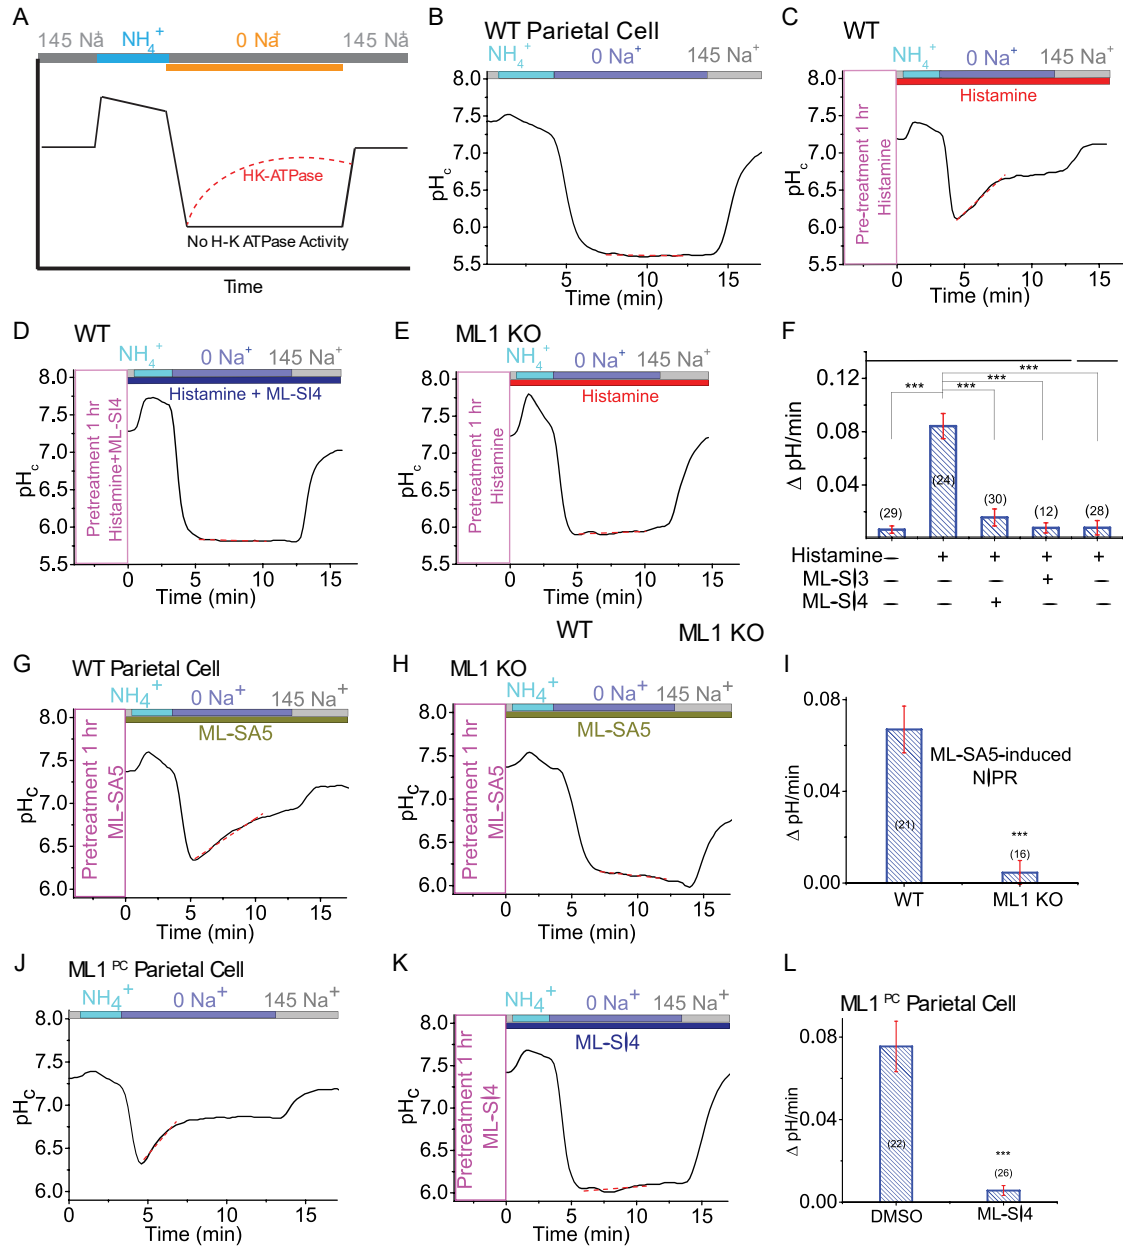 A
145 Na+
NH4+
0 Na+
145 Na+
HK-ATPase
No H-K ATPase Activity
Time
B
WT Parietal Cell
NH4+
0 Na+
145 Na+
8.0
7.5
7.0
6.5
6.0
5.5
pHc
5
10
15
Time (min)
C
WT
NH4+
0 Na+
145 Na+
Histamine
Pre-treatment 1 hr
Histamine
8.0
7.5
7.0
6.5
6.0
5.5
pHc
0
5
10
15
Time (min)
D
WT
NH4+
0 Na+
145 Na+
Histamine + ML-SI4
Pretreatment 1 hr
Histamine+ML-SI4
8.0
7.5
7.0
6.5
6.0
5.5
pHc
0
5
10
15
Time (min)
E
ML1 KO
NH4+
0 Na+
145 Na+
Histamine
Pretreatment 1 hr
Histamine
8.0
7.5
7.0
6.5
6.0
5.5
pHc
0
5
10
15
Time (min)
F
0.12
0.08
0.04
Δ pH/min
***
***
***
***
(29)
(24)
(30)
(12)
(28)
Histamine – + + + +
ML-SI3 – – – + –
ML-SI4 – – + – –
WT
ML1 KO
G
WT Parietal Cell
NH4+
0 Na+
145 Na+
ML-SA5
Pretreatment 1 hr
ML-SA5
8.0
7.5
7.0
6.5
6.0
pHc
0
5
10
15
Time (min)
H
ML1 KO
NH4+
0 Na+
145 Na+
ML-SA5
Pretreatment 1 hr
ML-SA5
8.0
7.5
7.0
6.5
6.0
pHc
0
5
10
15
Time (min)
I
0.08
0.04
0.00
Δ pH/min
ML-SA5-induced
NIPR
(21)
***
(16)
WT
ML1 KO
J
ML1 PC Parietal Cell
NH4+
0 Na+
145 Na+
8.0
7.5
7.0
6.5
6.0
pHc
0
5
10
15
Time (min)
K
NH4+
0 Na+
145 Na+
ML-SI4
Pretreatment 1 hr
ML-SI4
8.0
7.5
7.0
6.5
6.0
pHc
0
5
10
15
Time (min)
L
ML1 PC Parietal Cell
0.08
0.04
0.00
Δ pH/min
(22)
***
(26)
DMSO
ML-SI4